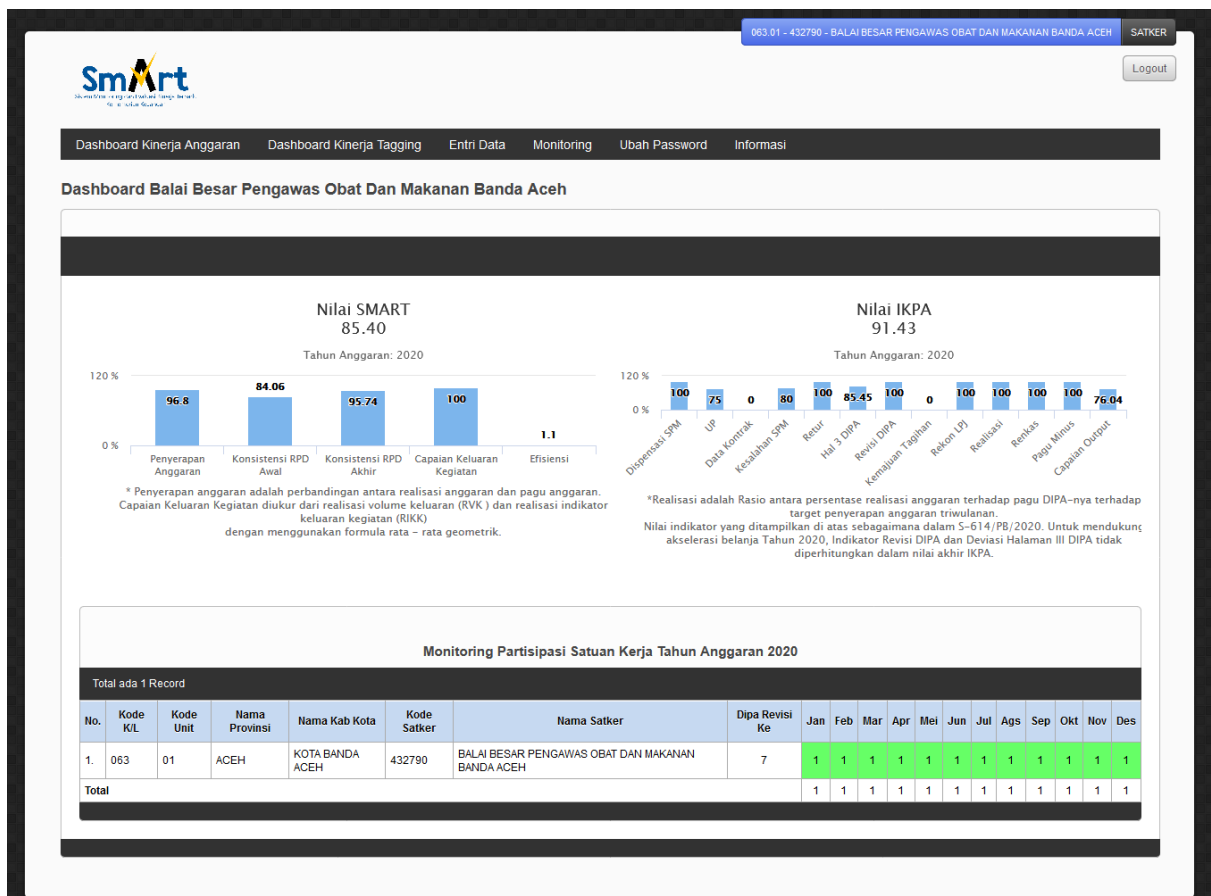 063.01 - 432790 - BALAI BESAR PENGAWAS OBAT DAN MAKANAN BANDA ACEH SATKER
Logout
SmArt
Dashboard Kinerja Anggaran Dashboard Kinerja Tagging Entri Data Monitoring Ubah Password Informasi
Dashboard Balai Besar Pengawas Obat Dan Makanan Banda Aceh
Nilai SMART
85.40
Tahun Anggaran: 2020
120 %
96.8 84.06 95.74 100 1.1
0 %
Penyerapan Anggaran Konsistensi RPD Awal Konsistensi RPD Akhir Capaian Keluaran Kegiatan Efisiensi
* Penyerapan anggaran adalah perbandingan antara realisasi anggaran dan pagu anggaran.
Capaian Keluaran Kegiatan diukur dari realisasi volume keluaran (RVK ) dan realisasi indikator
keluaran kegiatan (RIKK)
dengan menggunakan formula rata – rata geometrik.
Nilai IKPA
91.43
Tahun Anggaran: 2020
120 %
100 75 0 80 100 85.45 100 0 100 100 100 100 76.04
0 %
Dispensasi SPM UP Data Kontrak Kesalahan SPM Retur Hal 3 DIPA Revisi DIPA Kemajuan Tagihan Rekon LPJ Realisasi Renkas Pagu Minus Capaian Output
*Realisasi adalah Rasio antara persentase realisasi anggaran terhadap pagu DIPA-nya terhadap
target penyerapan anggaran triwulanan.
Nilai indikator yang ditampilkan di atas sebagaimana dalam S-614/PB/2020. Untuk mendukung
akselerasi belanja Tahun 2020, Indikator Revisi DIPA dan Deviasi Halaman III DIPA tidak
diperhitungkan dalam nilai akhir IKPA.
Monitoring Partisipasi Satuan Kerja Tahun Anggaran 2020
Total ada 1 Record
No. Kode K/L Kode Unit Nama Provinsi Nama Kab Kota Kode Satker Nama Satker Dipa Revisi Ke Jan Feb Mar Apr Mei Jun Jul Ags Sep Okt Nov Des
1. 063 01 ACEH KOTA BANDA ACEH 432790 BALAI BESAR PENGAWAS OBAT DAN MAKANAN BANDA ACEH 7 1 1 1 1 1 1 1 1 1 1 1 1
Total 1 1 1 1 1 1 1 1 1 1 1 1